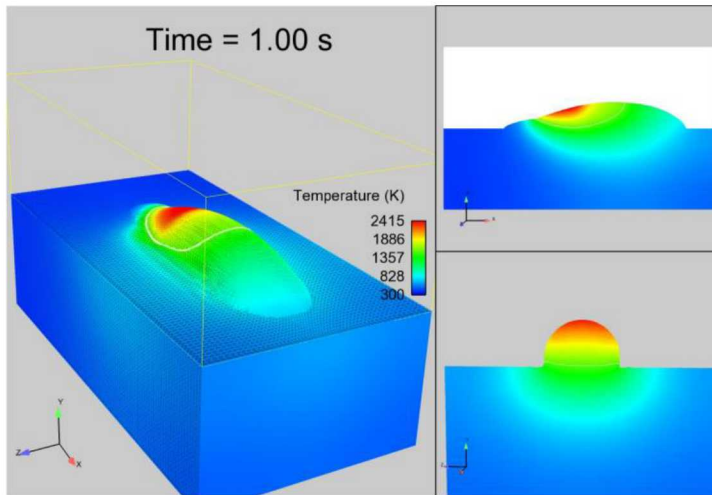 Time = 1.00 s
Temperature (K)
2415
1886
1357
828
300
Y
Z
X